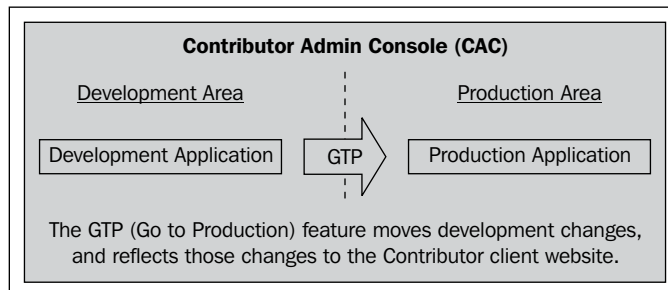 Contributor Admin Console (CAC)
Development Area
Production Area
Development Application
GTP
Production Application
The GTP (Go to Production) feature moves development changes,
and reflects those changes to the Contributor client website.